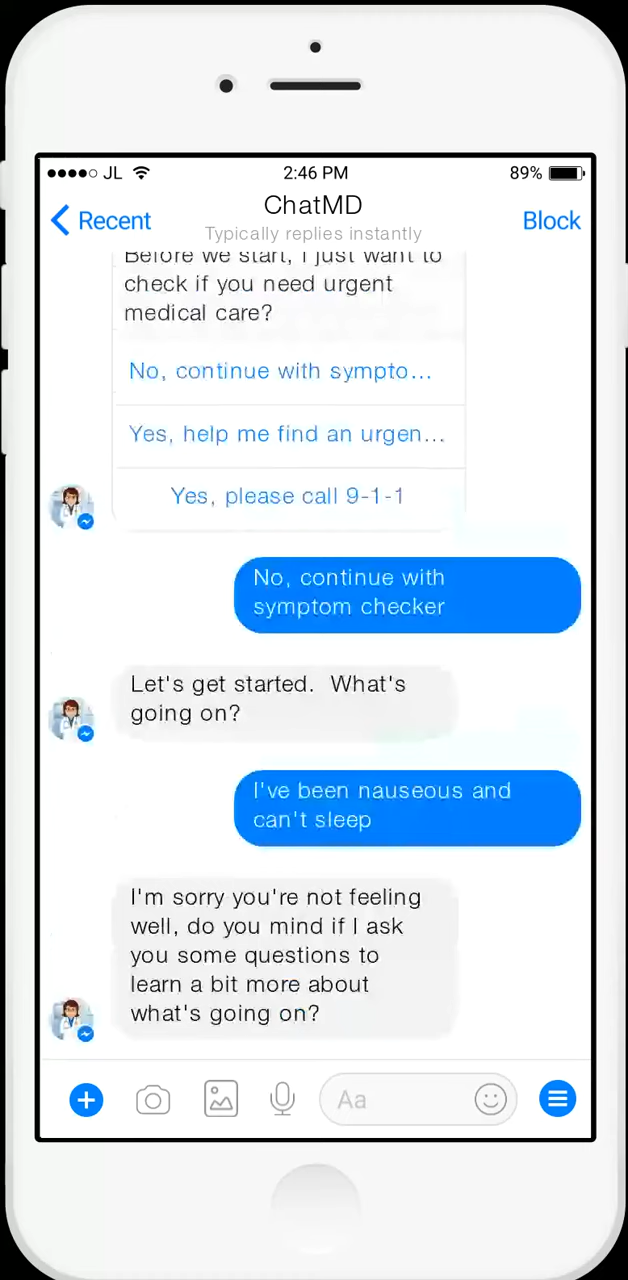 JL
2:46 PM
89%
Recent
ChatMD
Typically replies instantly
Block
Before we start, I just want to
check if you need urgent
medical care?
No, continue with sympto...
Yes, help me find an urgen...
Yes, please call 9-1-1
No, continue with
symptom checker
Let's get started.  What's
going on?
I've been nauseous and
can't sleep
I'm sorry you're not feeling
well, do you mind if I ask
you some questions to
learn a bit more about
what's going on?
Aa